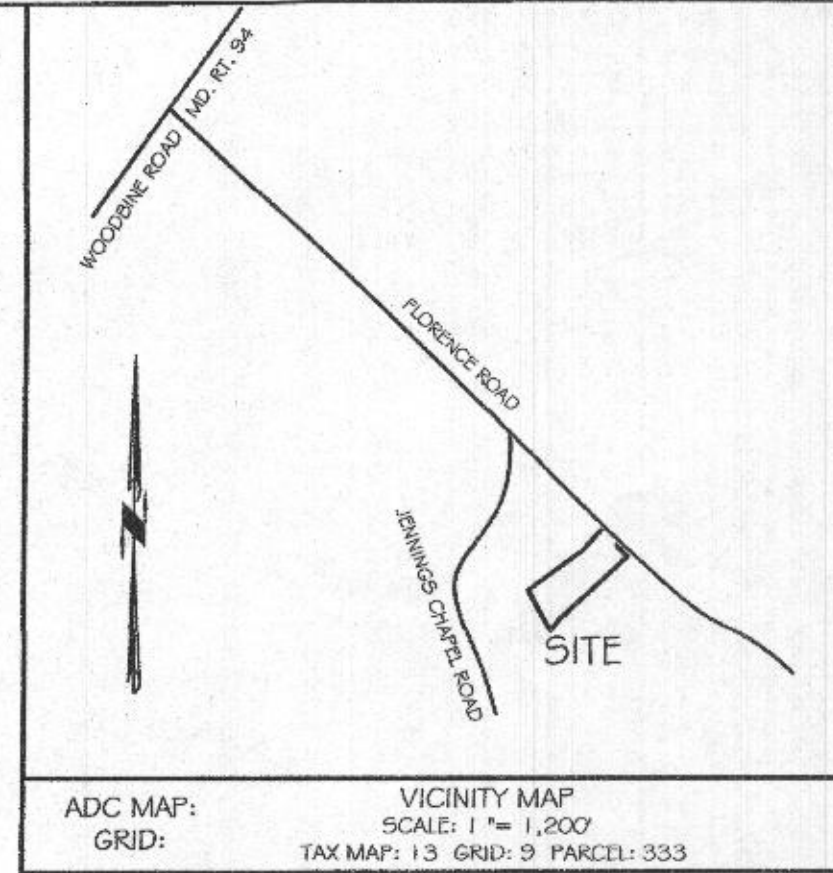 MD. RT. 94
WOODBINE ROAD
FLORENCE ROAD
JENNINGS CHAPEL ROAD
SITE
ADC MAP:
GRID:
VICINITY MAP
SCALE: 1 "= 1,200'
TAX MAP: 13 GRID: 9 PARCEL: 333